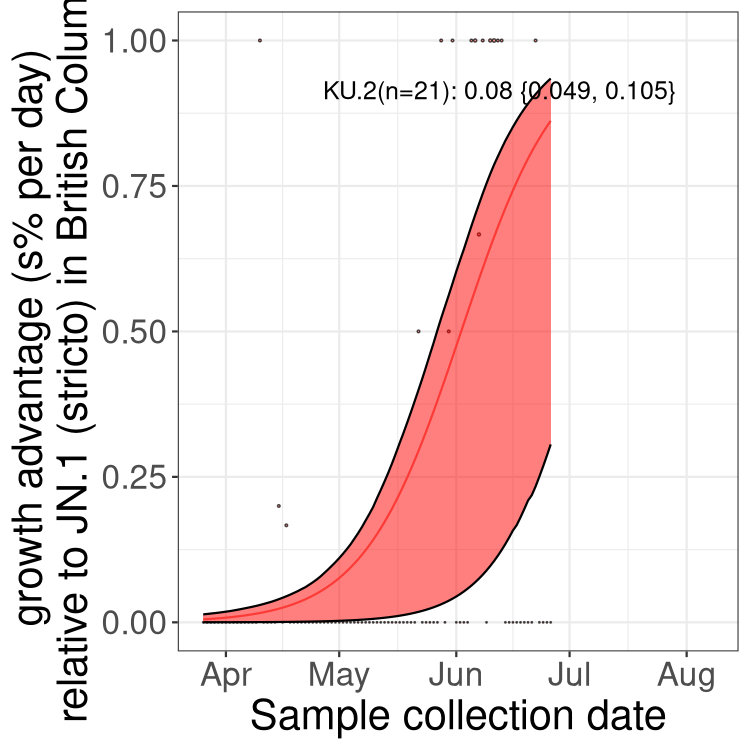 growth advantage (s% per day)
relative to JN.1 (stricto) in British Colum
1.00
0.75
0.50
0.25
0.00
KU.2(n=21): 0.08 {0.049, 0.105}
Apr May Jun Jul Aug
Sample collection date